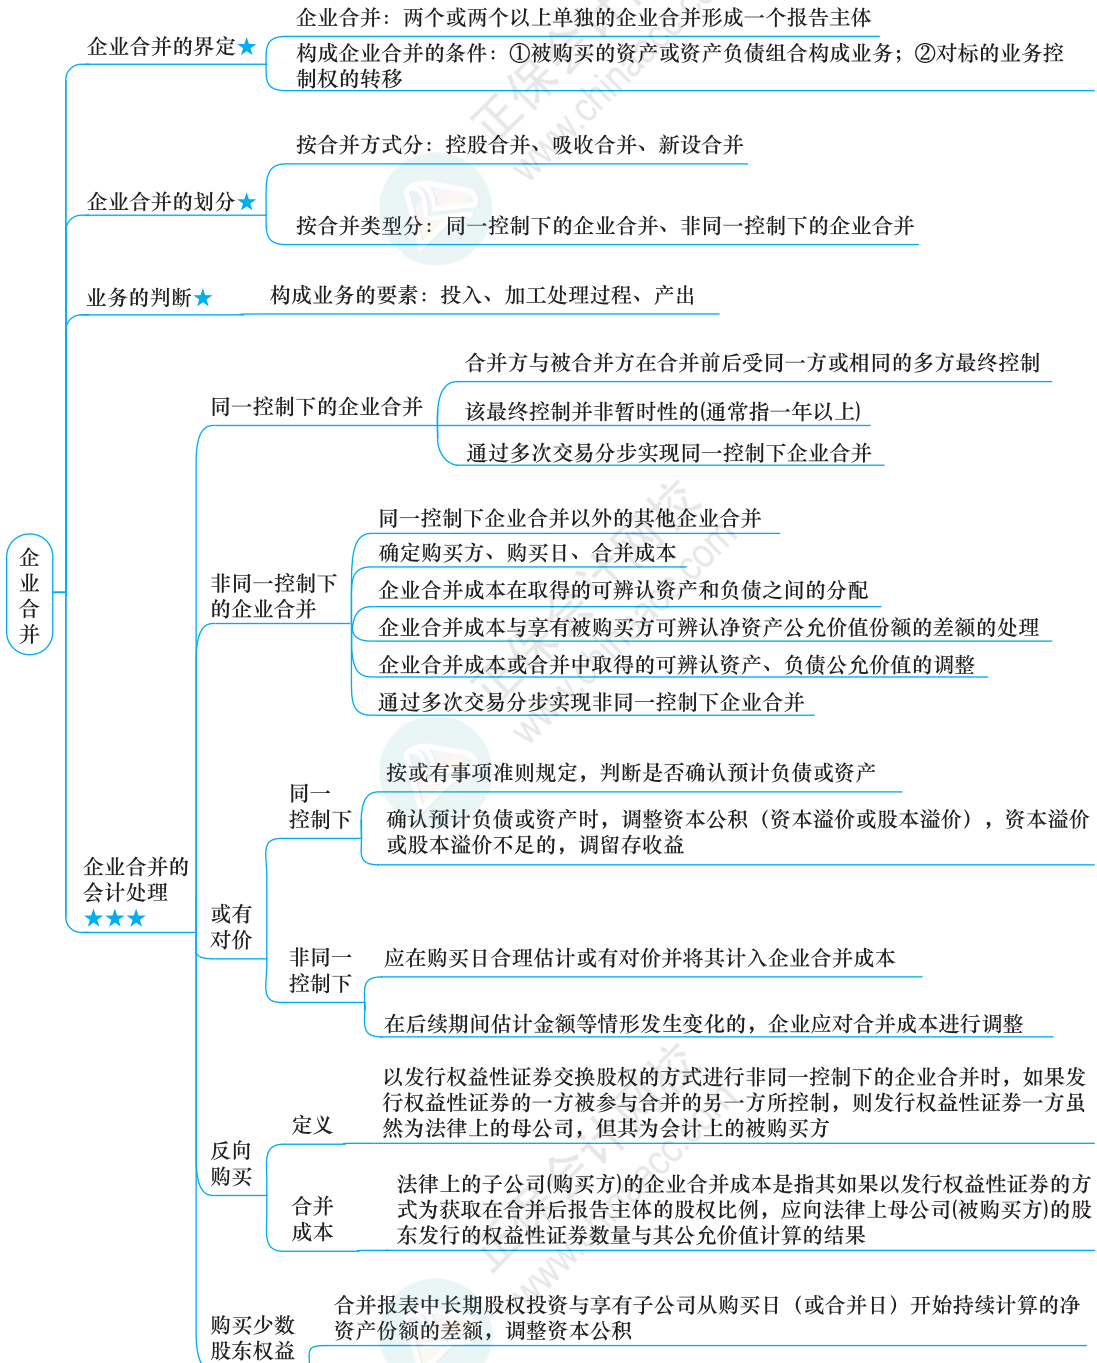 企业合并的界定★
企业合并：两个或两个以上单独的企业合并形成一个报告主体
构成企业合并的条件：①被购买的资产或资产负债组合构成业务；②对标的业务控
制权的转移
企业合并的划分★
按合并方式分：控股合并、吸收合并、新设合并
按合并类型分：同一控制下的企业合并、非同一控制下的企业合并
业务的判断★
构成业务的要素：投入、加工处理过程、产出
企
业
合
并
企业合并的
会计处理
★★★
同一控制下的企业合并
合并方与被合并方在合并前后受同一方或相同的多方最终控制
该最终控制并非暂时性的(通常指一年以上)
通过多次交易分步实现同一控制下企业合并
非同一控制下
的企业合并
同一控制下企业合并以外的其他企业合并
确定购买方、购买日、合并成本
企业合并成本在取得的可辨认资产和负债之间的分配
企业合并成本与享有被购买方可辨认净资产公允价值份额的差额的处理
企业合并成本或合并中取得的可辨认资产、负债公允价值的调整
通过多次交易分步实现非同一控制下企业合并
或有
对价
同一
控制下
按或有事项准则规定，判断是否确认预计负债或资产
确认预计负债或资产时，调整资本公积（资本溢价或股本溢价），资本溢价
或股本溢价不足的，调留存收益
非同一
控制下
应在购买日合理估计或有对价并将其计入企业合并成本
在后续期间估计金额等情形发生变化的，企业应对合并成本进行调整
反向
购买
定义
以发行权益性证券交换股权的方式进行非同一控制下的企业合并时，如果发
行权益性证券的一方被参与合并的另一方所控制，则发行权益性证券一方虽
然为法律上的母公司，但其为会计上的被购买方
合并
成本
法律上的子公司(购买方)的企业合并成本是指其如果以发行权益性证券的方
式为获取在合并后报告主体的股权比例，应向法律上母公司(被购买方)的股
东发行的权益性证券数量与其公允价值计算的结果
购买少数
股东权益
合并报表中长期股权投资与享有子公司从购买日（或合并日）开始持续计算的净
资产份额的差额，调整资本公积
正保会计网校
www.chinaacc.com
正保会计网校
www.chinaacc.com
正保会计网校
www.chinaacc.com